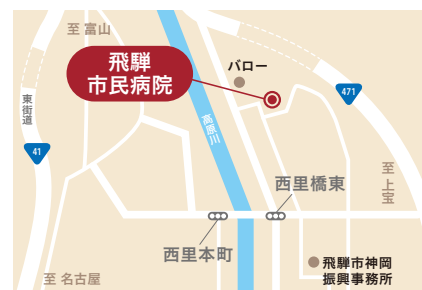 至 富山
飛騨
市民病院
バロー
471
東街道
41
高原川
至 上宝
西里橋東
西里本町
飛騨市神岡
振興事務所
至 名古屋